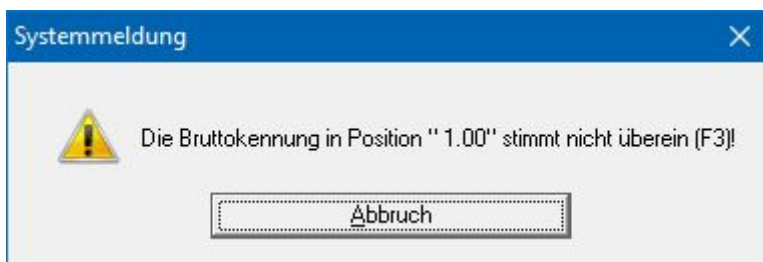 Systemmeldung
Die Bruttokennung in Position " 1.00" stimmt nicht überein (F3)!
Abbruch